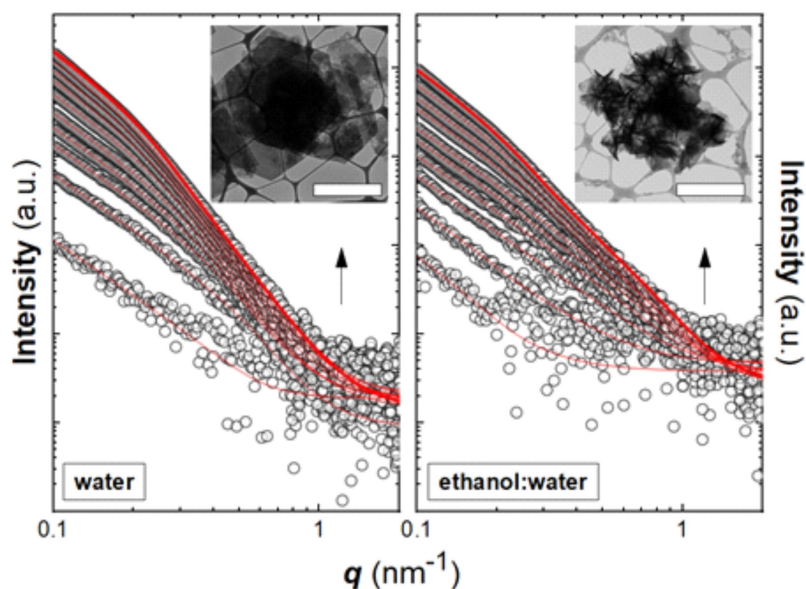 Intensity (a.u.)
water
0.1
1
ethanol:water
0.1
1
Intensity (a.u.)
q (nm⁻¹)